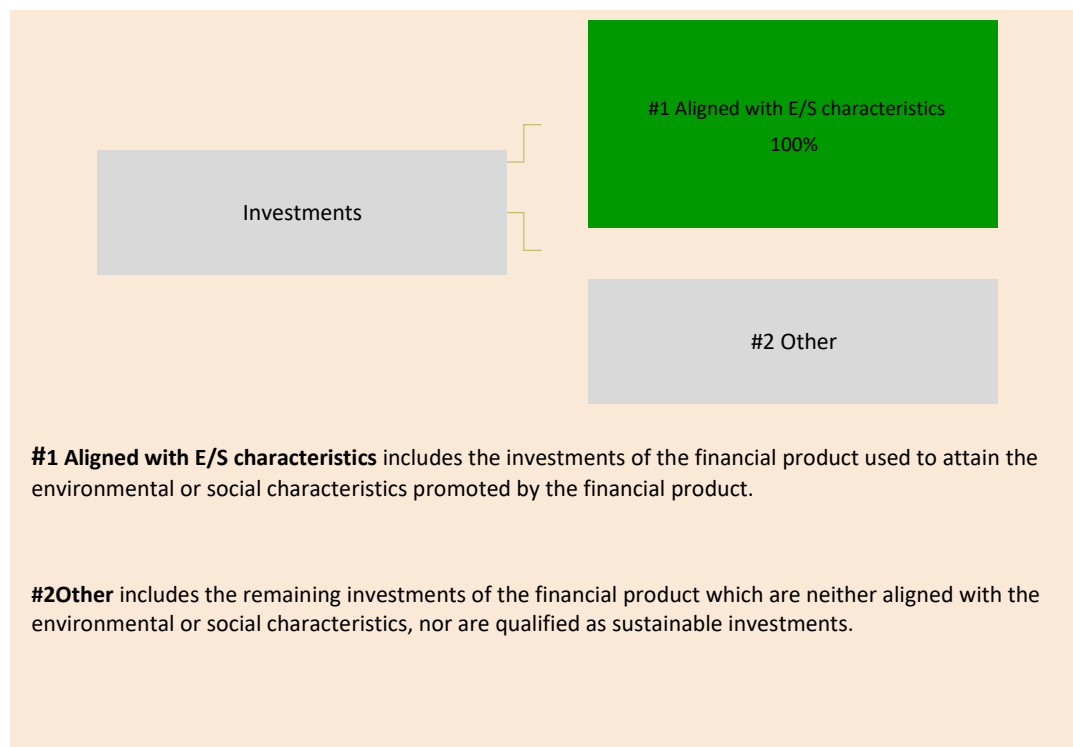 #1 Aligned with E/S characteristics
100%
Investments
#2 Other
#1 Aligned with E/S characteristics includes the investments of the financial product used to attain the
environmental or social characteristics promoted by the financial product.
#2Other includes the remaining investments of the financial product which are neither aligned with the
environmental or social characteristics, nor are qualified as sustainable investments.